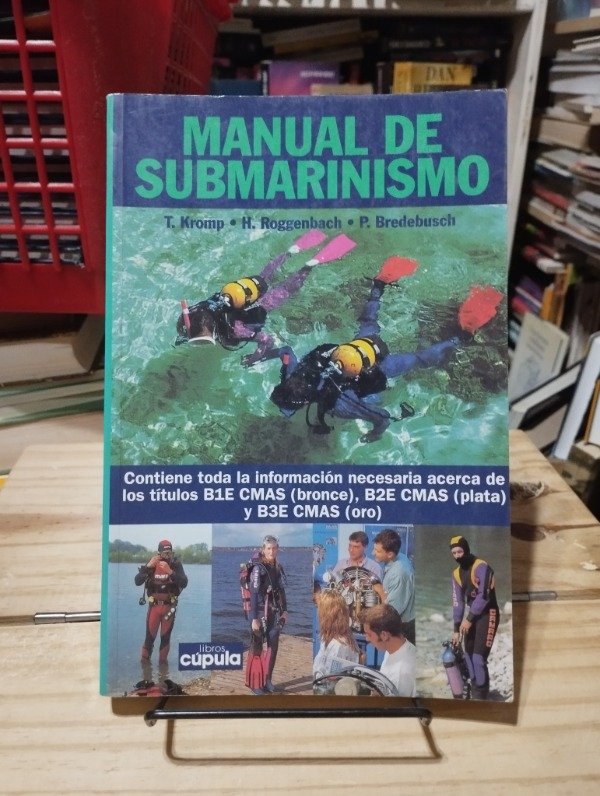 DAN
MANUAL DE
SUBMARINISMO
T. Kromp • H. Roggenbach • P. Bredebusch
Contiene toda la información necesaria acerca de
los títulos B1E CMAS (bronce), B2E CMAS (plata)
y B3E CMAS (oro)
libros
cúpula